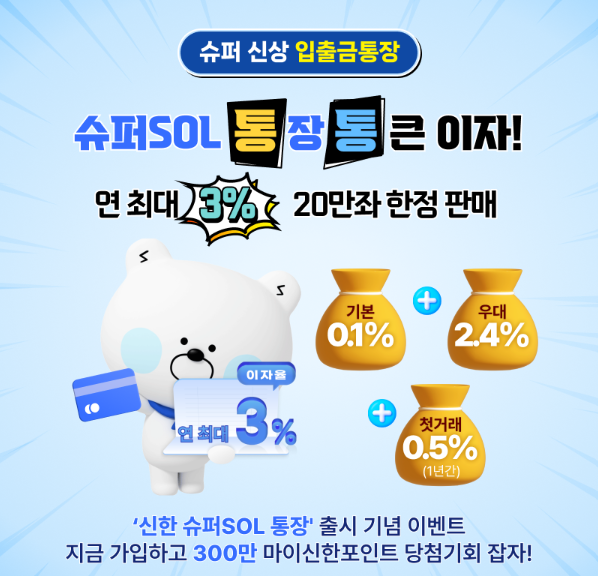 슈퍼 신상 입출금통장
슈퍼SOL 통장 통 큰 이자!
연 최대 3% 20만좌 한정 판매
기본
0.1%
우대
2.4%
첫거래
0.5%
(1년간)
이자율
연 최대 3%
‘신한 슈퍼SOL 통장' 출시 기념 이벤트
지금 가입하고 300만 마이신한포인트 당첨기회 잡자!